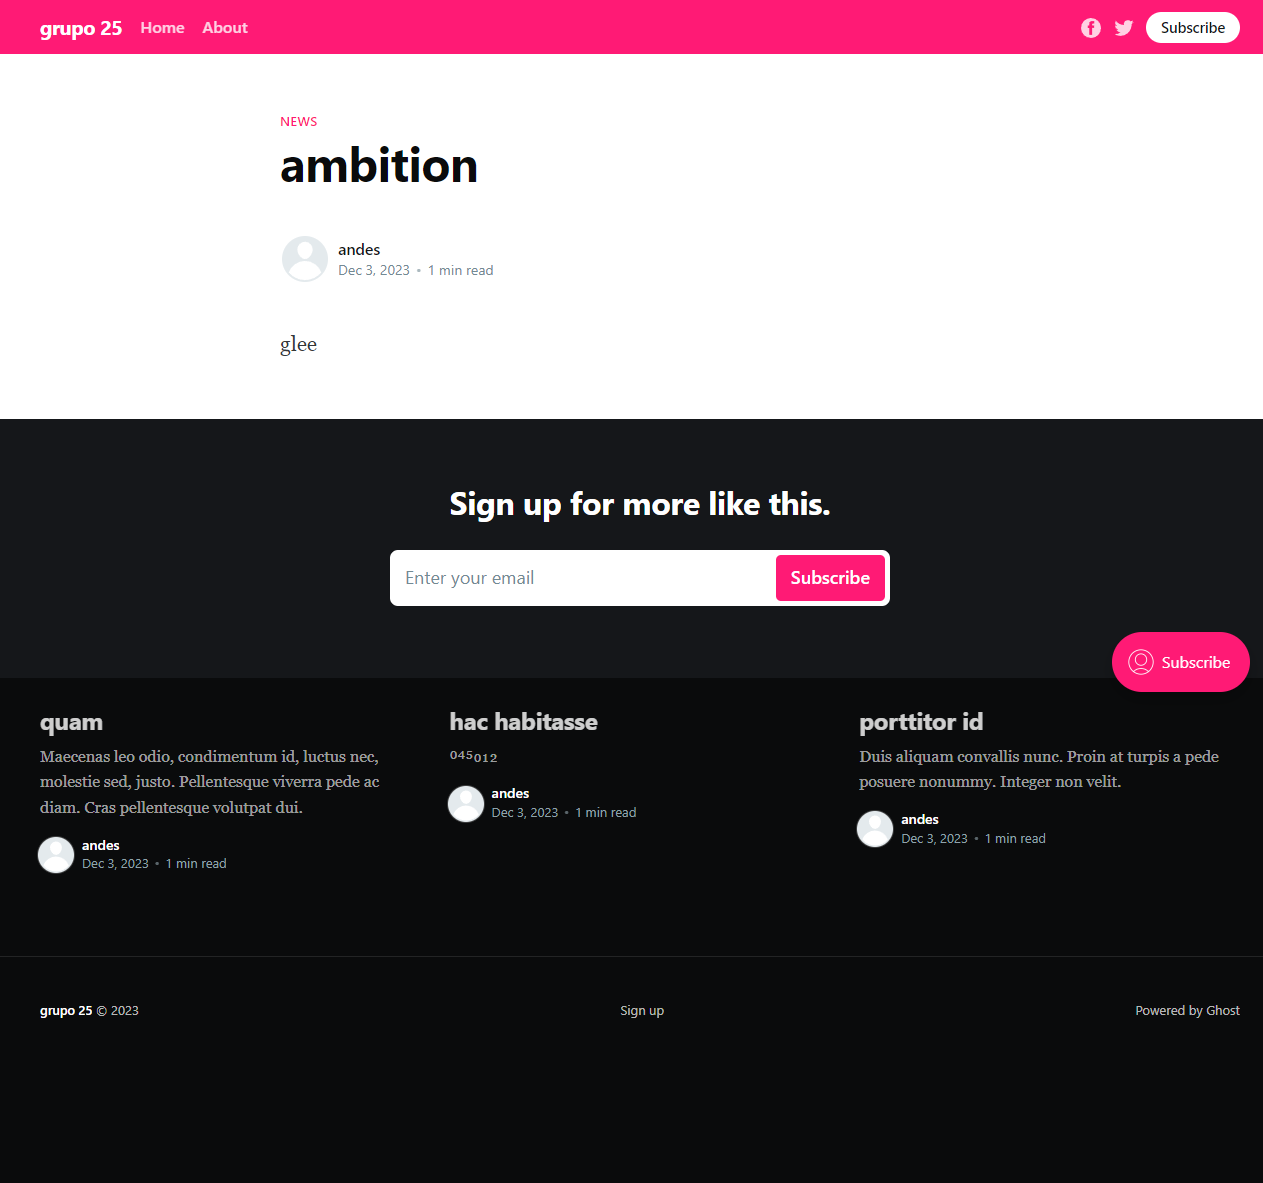 grupo 25 Home About Subscribe
NEWS
ambition
andes
Dec 3, 2023 • 1 min read
glee
Sign up for more like this.
Enter your email Subscribe
Subscribe
quam
Maecenas leo odio, condimentum id, luctus nec,
molestie sed, justo. Pellentesque viverra pede ac
diam. Cras pellentesque volutpat dui.
andes
Dec 3, 2023 • 1 min read
hac habitasse
⁰⁴⁵₀₁₂
andes
Dec 3, 2023 • 1 min read
porttitor id
Duis aliquam convallis nunc. Proin at turpis a pede
posuere nonummy. Integer non velit.
andes
Dec 3, 2023 • 1 min read
grupo 25 © 2023 Sign up Powered by Ghost